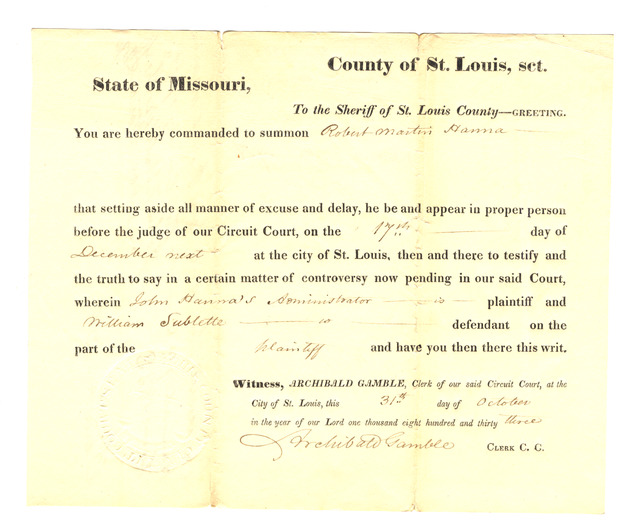 County of St. Louis, sct.
State of Missouri,
To the Sheriff of St. Louis County—GREETING.
You are hereby commanded to summon Robert Martin Hanna
that setting aside all manner of excuse and delay, he be and appear in proper person
before the judge of our Circuit Court, on the 17th day of
December next at the city of St. Louis, then and there to testify and
the truth to say in a certain matter of controversy now pending in our said Court,
wherein John Hanna's Administrator is plaintiff and
William Sublette is defendant on the
part of the plaintiff and have you then there this writ.
Witness, ARCHIBALD GAMBLE, Clerk of our said Circuit Court, at the
City of St. Louis, this 31st day of October
in the year of our Lord one thousand eight hundred and thirty three
Archibald Gamble CLERK C. C.